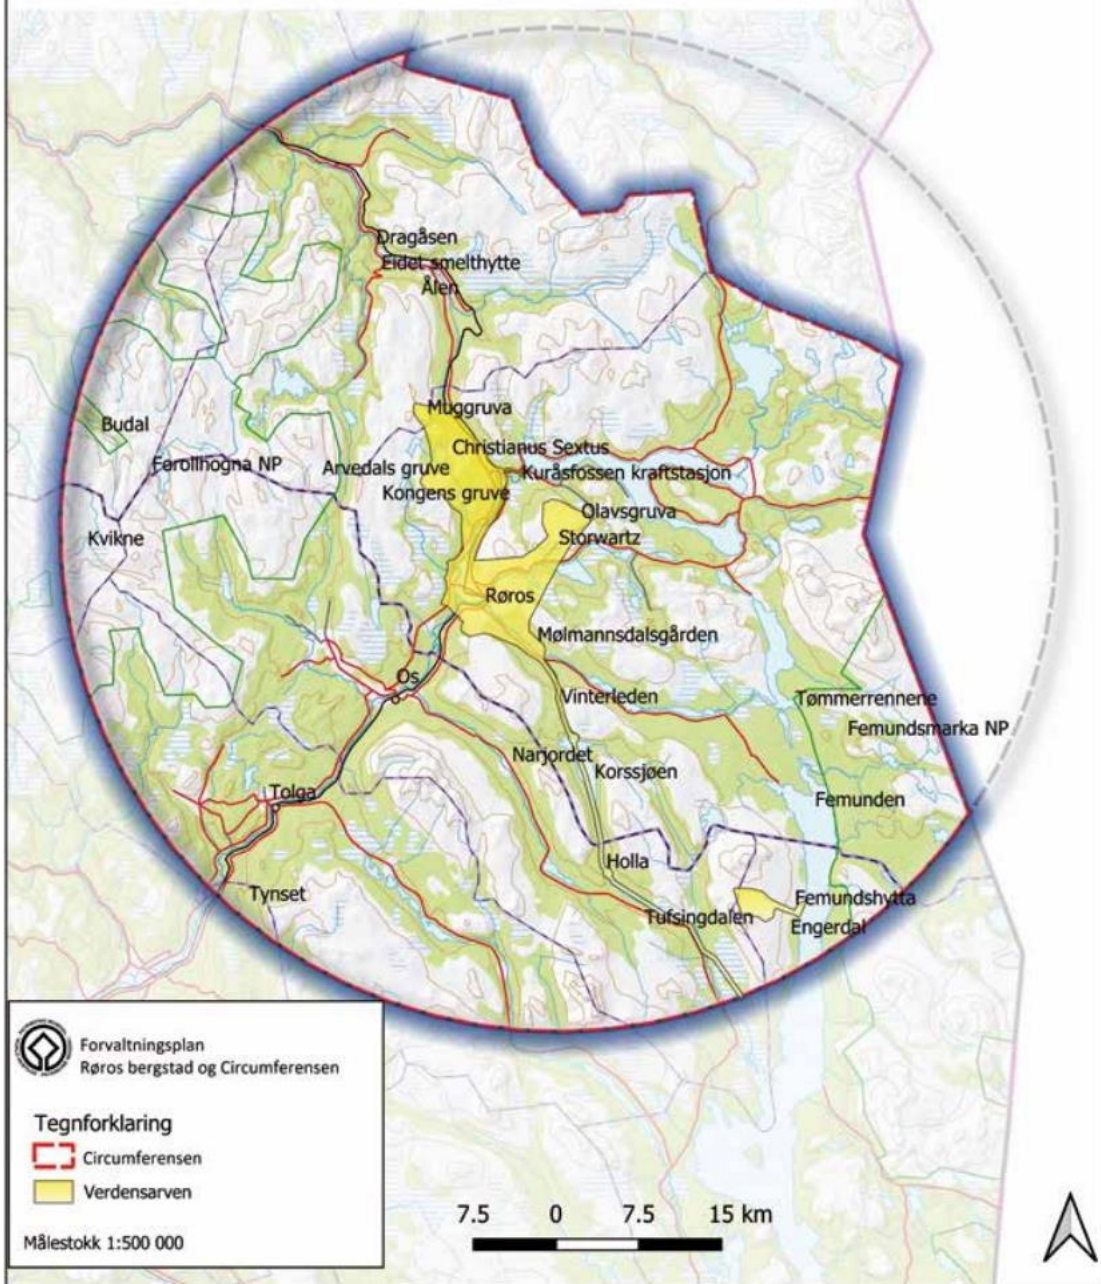 Dragåsen
Eidet smelthytte
Ålen
Muggruva
Budal
Christianus Sextus
Forollhogna NP
Arvedals gruve
Kuråsfossen kraftstasjon
Kongens gruve
Olavsgruva
Kvikne
Storwartz
Røros
Mølmannsdalsgården
Os
Vinterleden
Tømmerrennene
Femundsmarka NP
Narjordet
Korssjøen
Tolga
Femunden
Holla
Tynset
Femundshytta
Tufsingdalen
Engerdal
Forvaltningsplan
Røros bergstad og Circumferensen
Tegnforklaring
Circumferensen
Verdensarven
Målestokk 1:500 000
7.5 0 7.5 15 km